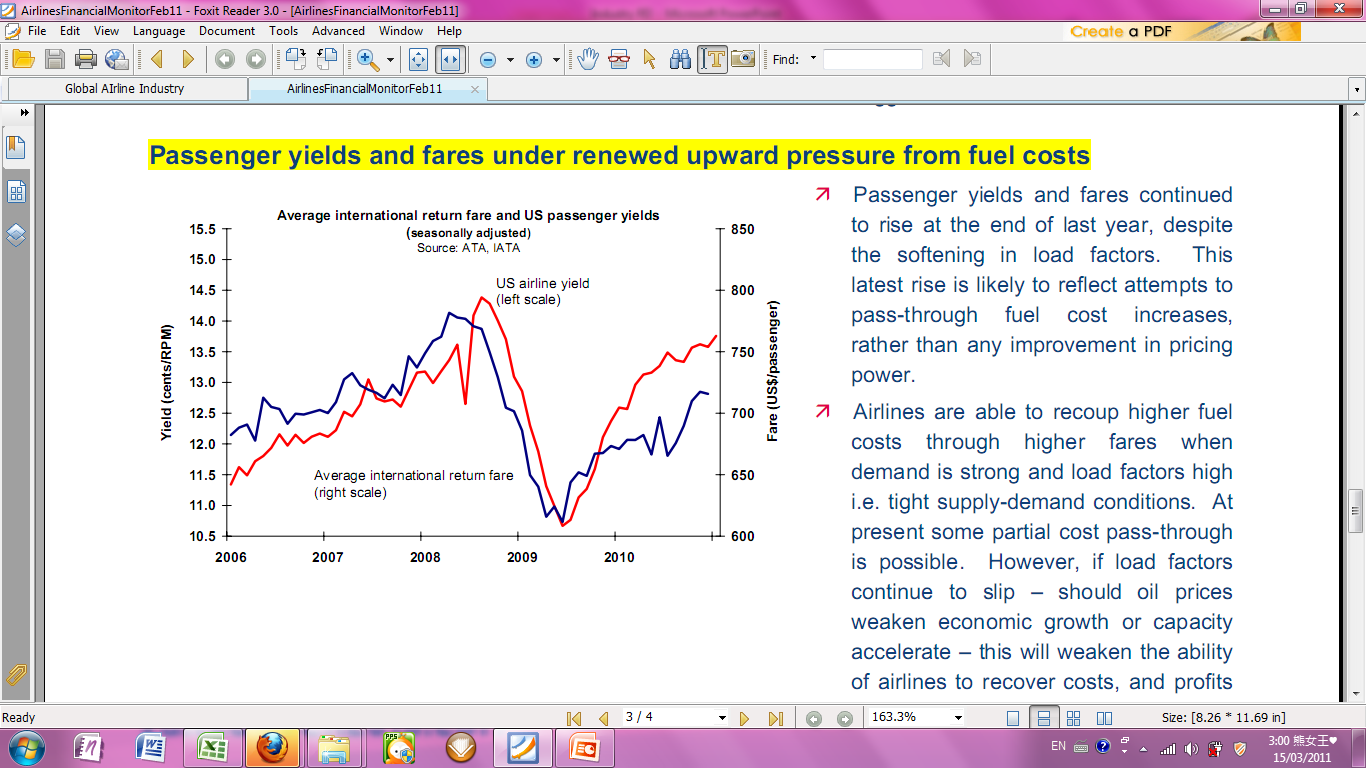 AirlinesFinancialMonitorFeb11 - Foxit Reader 3.0 - [AirlinesFinancialMonitorFeb11]
File Edit View Language Document Tools Advanced Window Help
Create a PDF
Find:
Global AIrline Industry
AirlinesFinancialMonitorFeb11
Passenger yields and fares under renewed upward pressure from fuel costs
Average international return fare and US passenger yields
(seasonally adjusted)
Source: ATA, IATA
Yield (cents/RPM)
15.5
15.0
14.5
14.0
13.5
13.0
12.5
12.0
11.5
11.0
10.5
US airline yield
(left scale)
Average international return fare
(right scale)
850
800
750
700
650
600
Fare (US$/passenger)
2006 2007 2008 2009 2010
Passenger yields and fares continued
to rise at the end of last year, despite
the softening in load factors. This
latest rise is likely to reflect attempts to
pass-through fuel cost increases,
rather than any improvement in pricing
power.
Airlines are able to recoup higher fuel
costs through higher fares when
demand is strong and load factors high
i.e. tight supply-demand conditions. At
present some partial cost pass-through
is possible. However, if load factors
continue to slip – should oil prices
weaken economic growth or capacity
accelerate – this will weaken the ability
of airlines to recover costs, and profits
Ready
3 / 4
163.3%
Size: [8.26 * 11.69 in]
PPS
EN
3:00 熊女王♥
15/03/2011